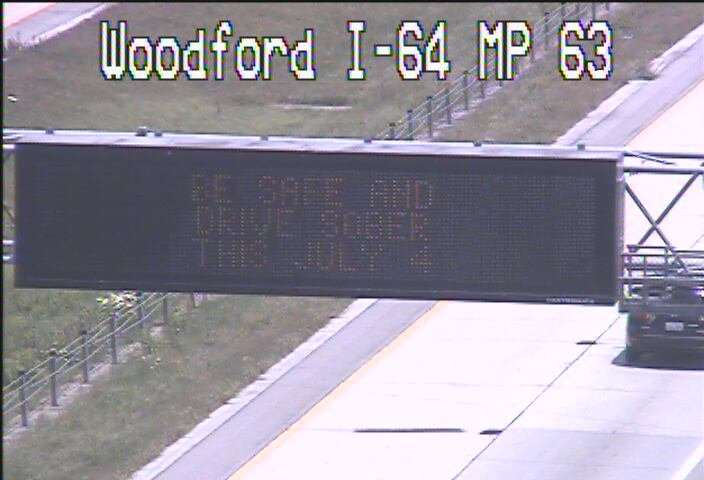 Woodford I-64 MP 63
BE SAFE AND
DRIVE SOBER
THIS JULY 4